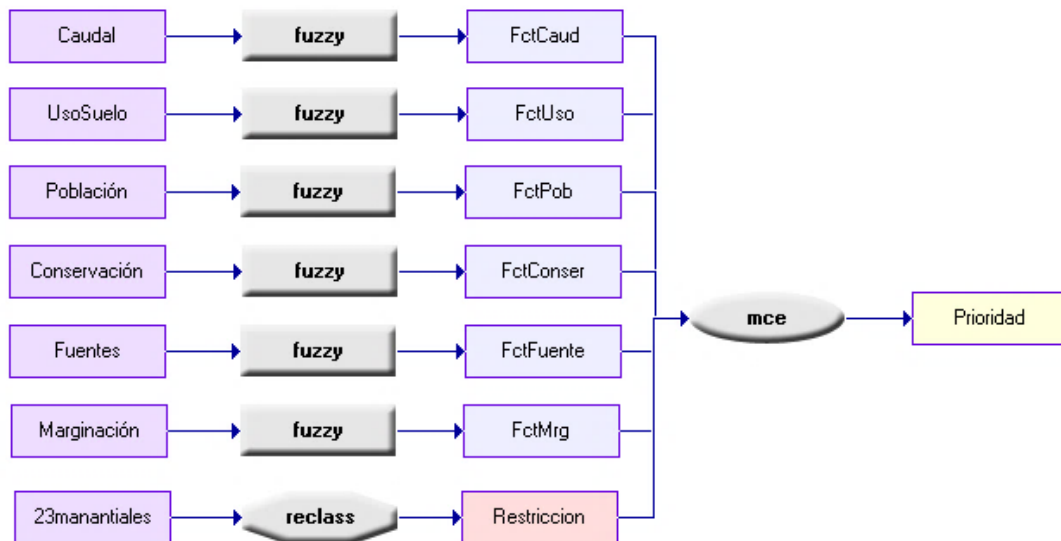 Caudal fuzzy FctCaud
UsoSuelo fuzzy FctUso
Población fuzzy FctPob
Conservación fuzzy FctConser
mce Prioridad
Fuentes fuzzy FctFuente
Marginación fuzzy FctMrg
23manantiales reclass Restriccion